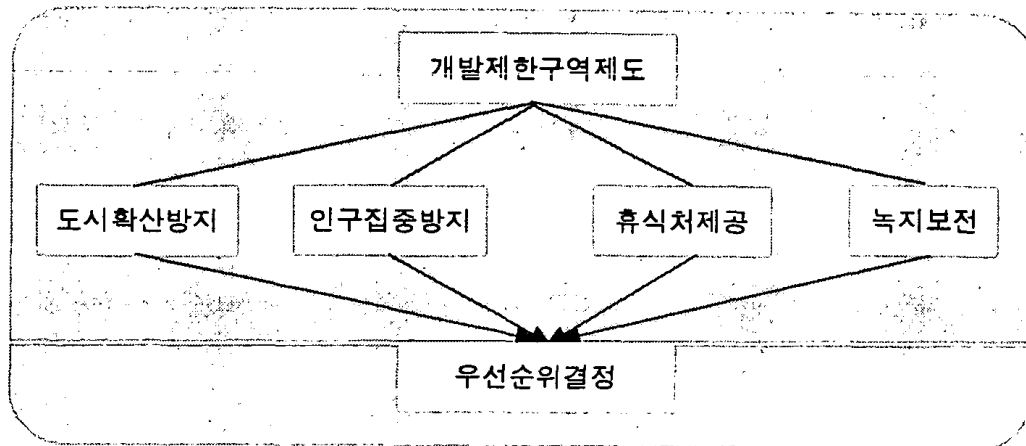 개발제한구역제도
도시확산방지
인구집중방지
휴식처제공
녹지보전
우선순위결정